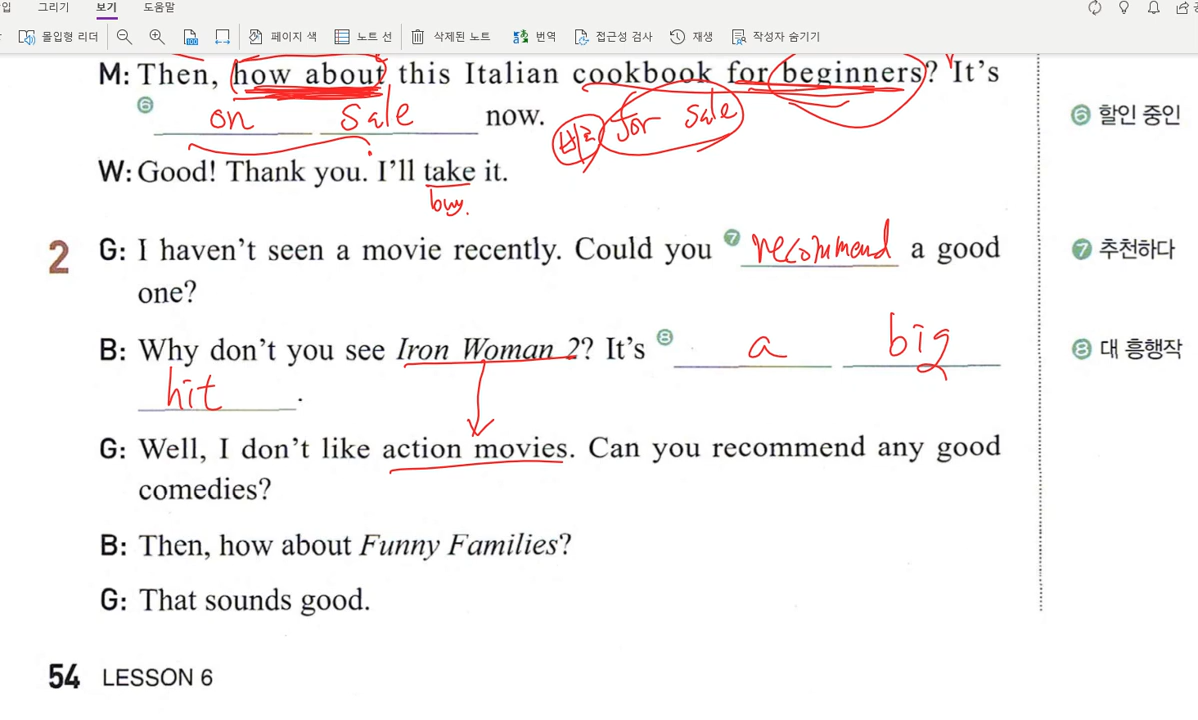 입 그리기 보기 도움말
몰입형 리더 100 페이지 색 노트 선 삭제된 노트 번역 접근성 검사 재생 작성자 숨기기
M: Then, how about this Italian cookbook for beginners? It's
⑥ on sale now. 비교 for sale ⑥ 할인 중인
W: Good! Thank you. I'll take it.
buy.
2 G: I haven't seen a movie recently. Could you ⑦ recommend a good ⑦ 추천하다
one?
B: Why don't you see Iron Woman 2? It's ⑧ a big ⑧ 대 흥행작
hit.
G: Well, I don't like action movies. Can you recommend any good
comedies?
B: Then, how about Funny Families?
G: That sounds good.
54 LESSON 6